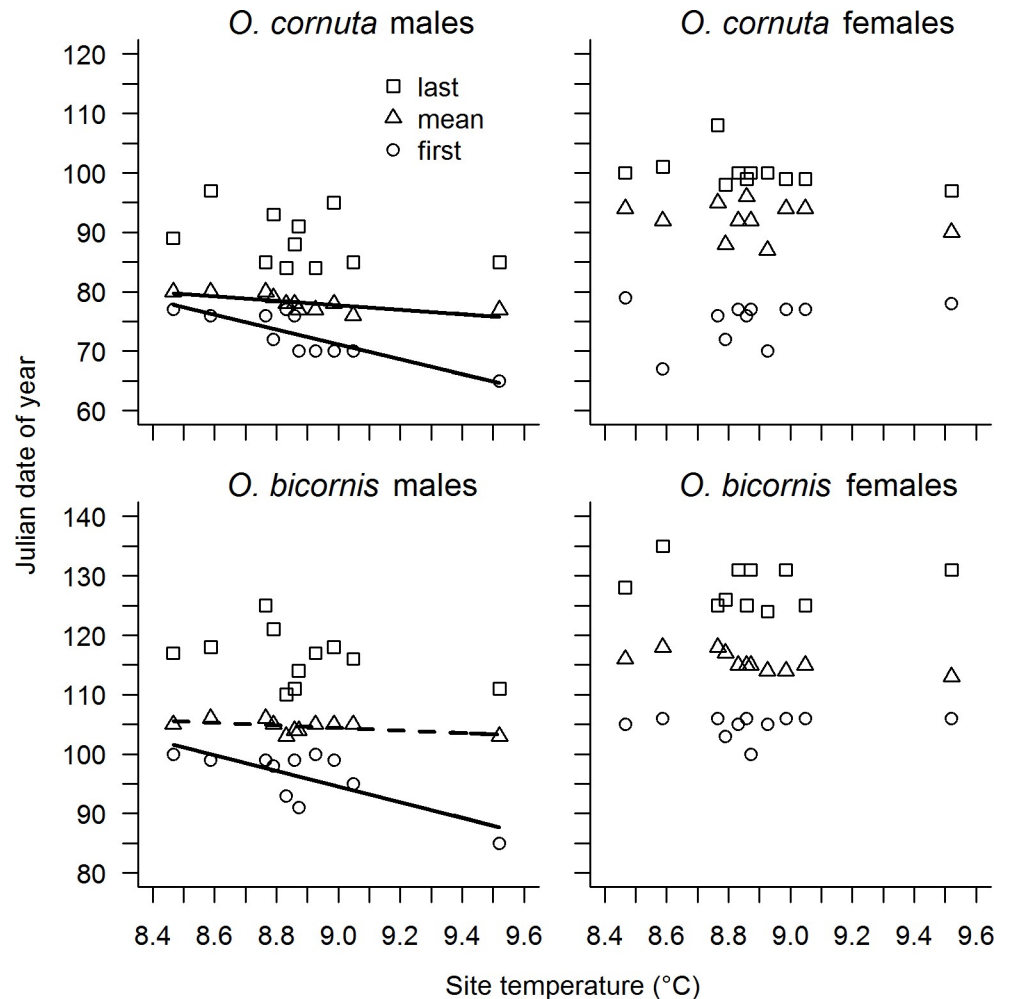 O. cornuta males
O. cornuta females
120
110
100
90
80
70
60
last
mean
first
Julian date of year
O. bicornis males
O. bicornis females
140
130
120
110
100
90
80
8.4 8.6 8.8 9.0 9.2 9.4 9.6
8.4 8.6 8.8 9.0 9.2 9.4 9.6
Site temperature (°C)